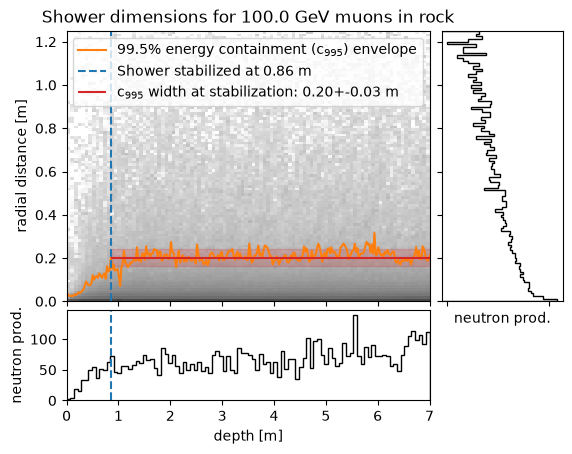 Shower dimensions for 100.0 GeV muons in rock
99.5% energy containment (c₉₉₅) envelope
Shower stabilized at 0.86 m
c₉₉₅ width at stabilization: 0.20+-0.03 m
radial distance [m]
1.2
1.0
0.8
0.6
0.4
0.2
0.0
neutron prod.
neutron prod.
100
50
0
0 1 2 3 4 5 6 7
depth [m]